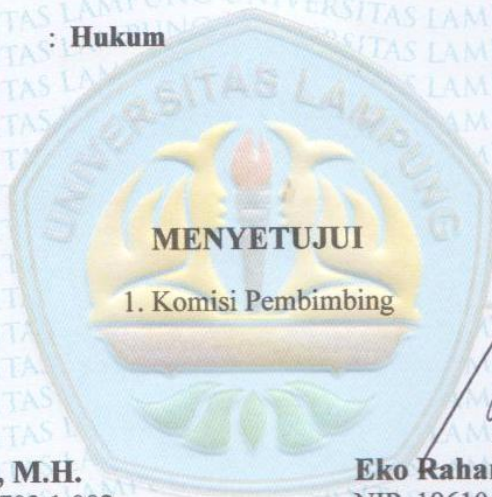 : Hukum
UNIVERSITAS LAMPUNG
MENYETUJUI
1. Komisi Pembimbing
, M.H.
Eko Rahar